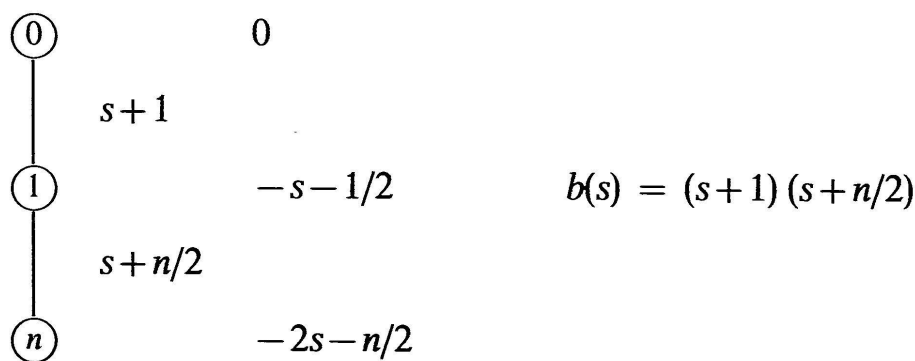 0 0
s+1
1 −s−1/2 b(s) = (s+1)(s+n/2)
s+n/2
n −2s−n/2